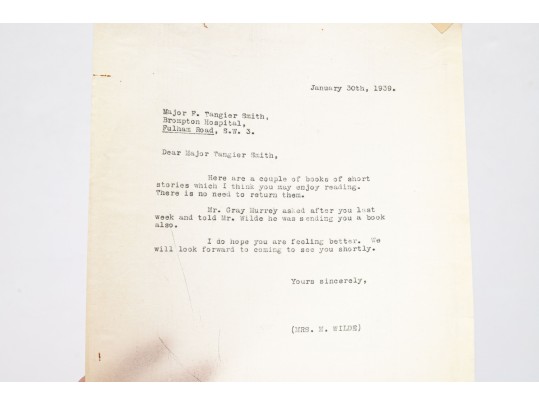 January 30th, 1939.
Major F. Tangier Smith,
Brompton Hospital,
Fulham Road, S.W. 3.
Dear Major Tangier Smith,
Here are a couple of books of short
stories which I think you may enjoy reading.
There is no need to return them.
Mr. Gray Murrey asked after you last
week and told Mr. Wilde he was sending you a book
also.
I do hope you are feeling better. We
will look forward to coming to see you shortly.
Yours sincerely,
(MRS. M. WILDE)